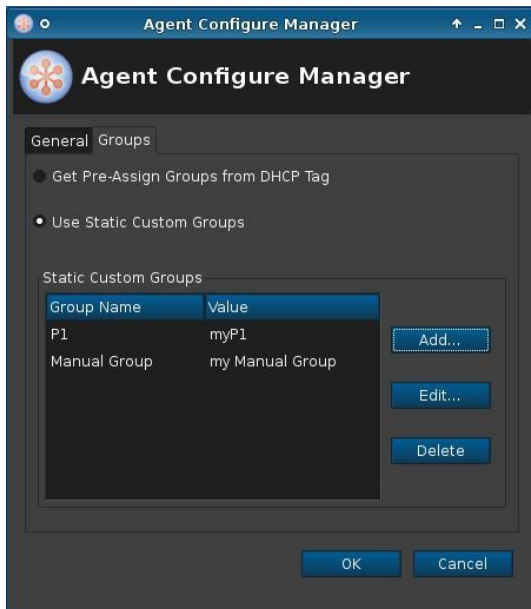 Agent Configure Manager
Agent Configure Manager
General Groups
Get Pre-Assign Groups from DHCP Tag
Use Static Custom Groups
Static Custom Groups
Group Name Value
P1 myP1
Manual Group my Manual Group
Add...
Edit...
Delete
OK Cancel